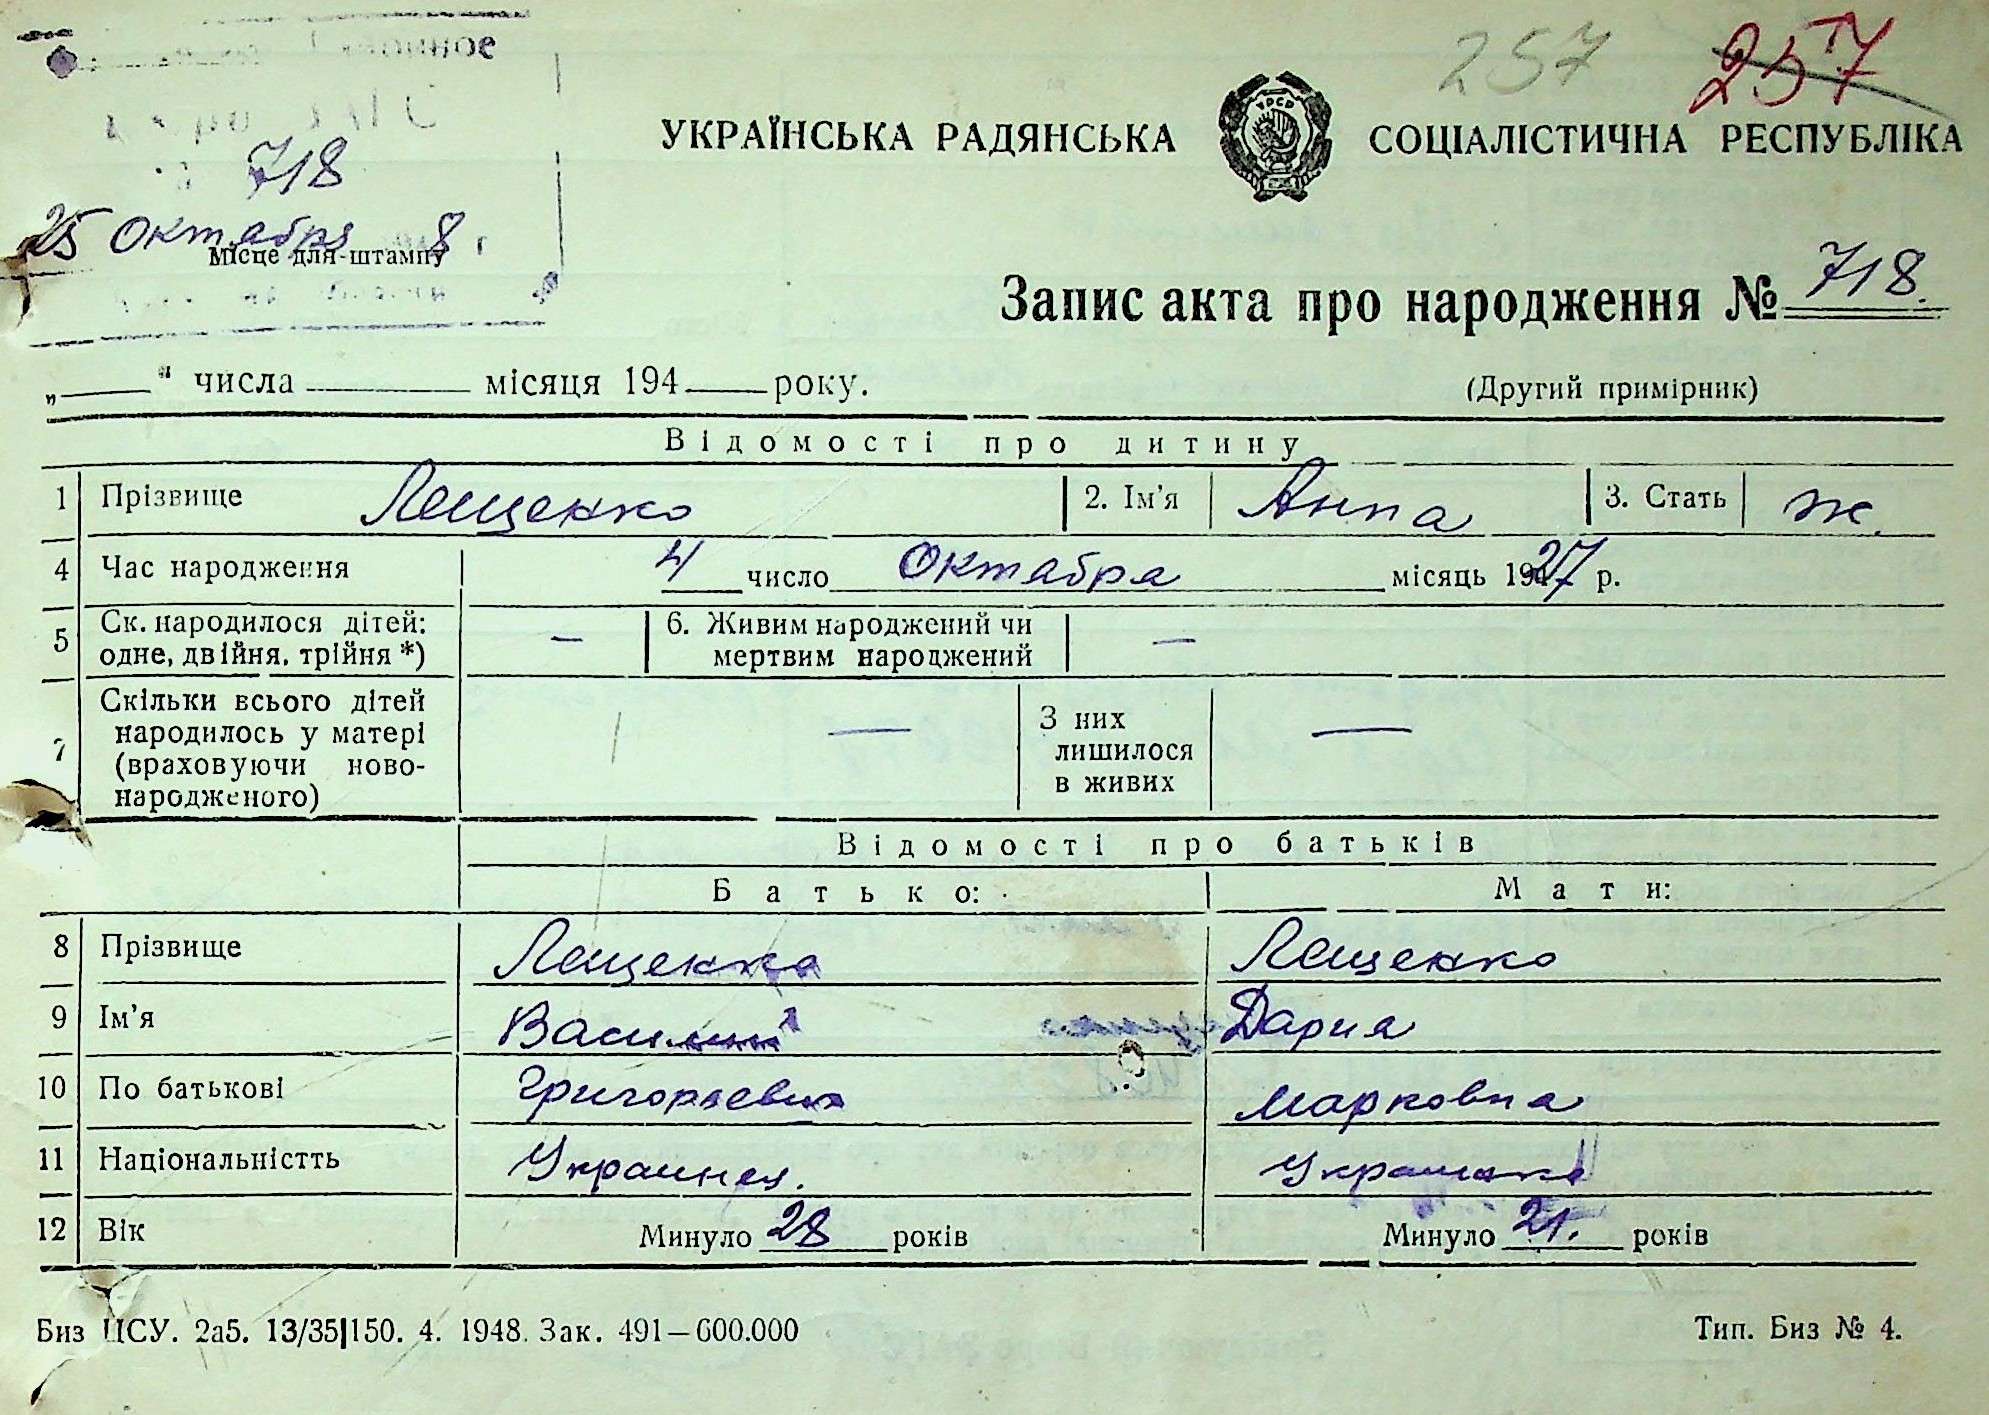 257 257
718
25 Октября 8 г
Місце для штампу
УКРАЇНСЬКА РАДЯНСЬКА СОЦІАЛІСТИЧНА РЕСПУБЛІКА
УРСР
Запис акта про народження № 718.
„ “ числа місяця 194 року.
(Другий примірник)
Відомості про дитину
1 Прізвище Лещенко 2. Ім’я Анна 3. Стать ж.
4 Час народження 4 число Октября місяць 1927 р.
5 Ск. народилося дітей: одне, двійня, трійня *) — 6. Живим народжений чи мертвим народжений —
7 Скільки всього дітей народилось у матері (враховуючи новонародженого) — З них лишилося в живих —
Відомості про батьків
Батько: Мати:
8 Прізвище Лещенко Лещенко
9 Ім’я Василий Дария
10 По батькові Григорьевич Марковна
11 Національністть Украинец. Украинка
12 Вік Минуло 28 років Минуло 21. років
Биз ЦСУ. 2а5. 13/35|150. 4. 1948. Зак. 491—600.000 Тип. Биз № 4.